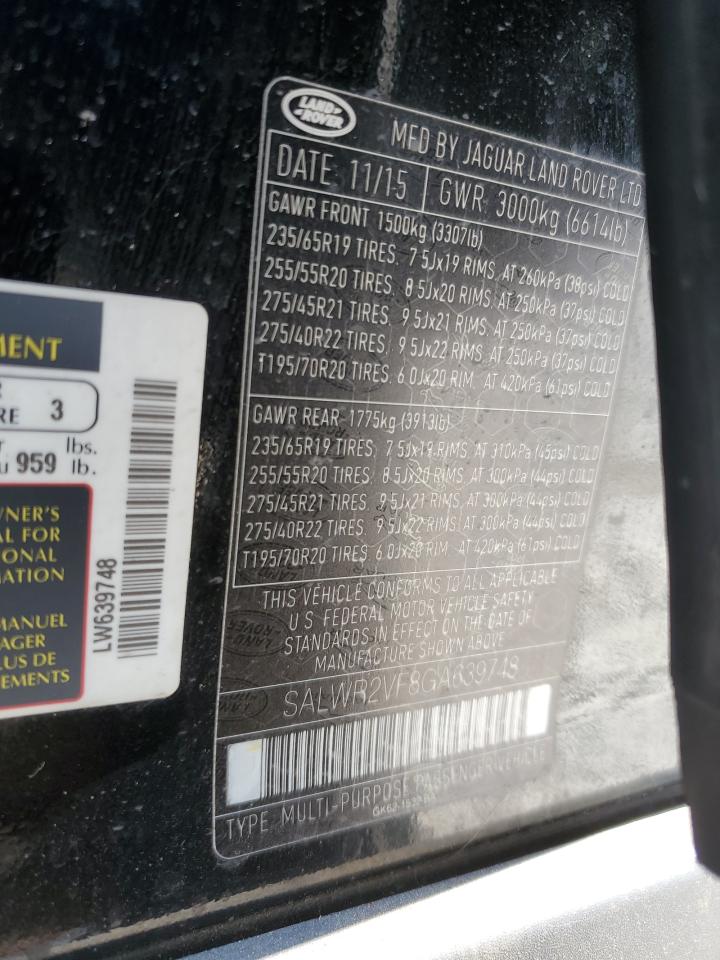 LAND
ROVER
MFD BY JAGUAR LAND ROVER LTD
DATE: 11/15
GWR: 3000kg (6614lb)
GAWR FRONT 1500kg (3307lb)
235/65R19 TIRES: 7 5Jx19 RIMS, AT 260kPa (38psi) COLD
255/55R20 TIRES: 8 5Jx20 RIMS, AT 250kPa (37psi) COLD
275/45R21 TIRES: 9 5Jx21 RIMS, AT 250kPa (37psi) COLD
275/40R22 TIRES: 9 5Jx22 RIMS, AT 250kPa (37psi) COLD
T195/70R20 TIRES: 6 0Jx20 RIM, AT 420kPa (61psi) COLD
GAWR REAR- 1775kg (3913lb)
235/65R19 TIRES: 7 5Jx19 RIMS, AT 310kPa (45psi) COLD
255/55R20 TIRES: 8 5Jx20 RIMS, AT 300kPa (44psi) COLD
275/45R21 TIRES: 9 5Jx21 RIMS, AT 300kPa (44psi) COLD
275/40R22 TIRES: 9 5Jx22 RIMS, AT 300kPa (44psi) COLD
T195/70R20 TIRES: 6 0Jx20 RIM, AT 420kPa (61psi) COLD
THIS VEHICLE CONFORMS TO ALL APPLICABLE
U S FEDERAL MOTOR VEHICLE SAFETY
STANDARDS IN EFFECT ON THE DATE OF
MANUFACTURE SHOWN ABOVE
SALWR2VF8GA639748
TYPE MULTI-PURPOSE PASSENGER VEHICLE
MENT
RE 3
lbs.
959 lb.
NER'S
AL FOR
IONAL
MATION
MANUEL
AGER
LUS DE
EMENTS
LW639748